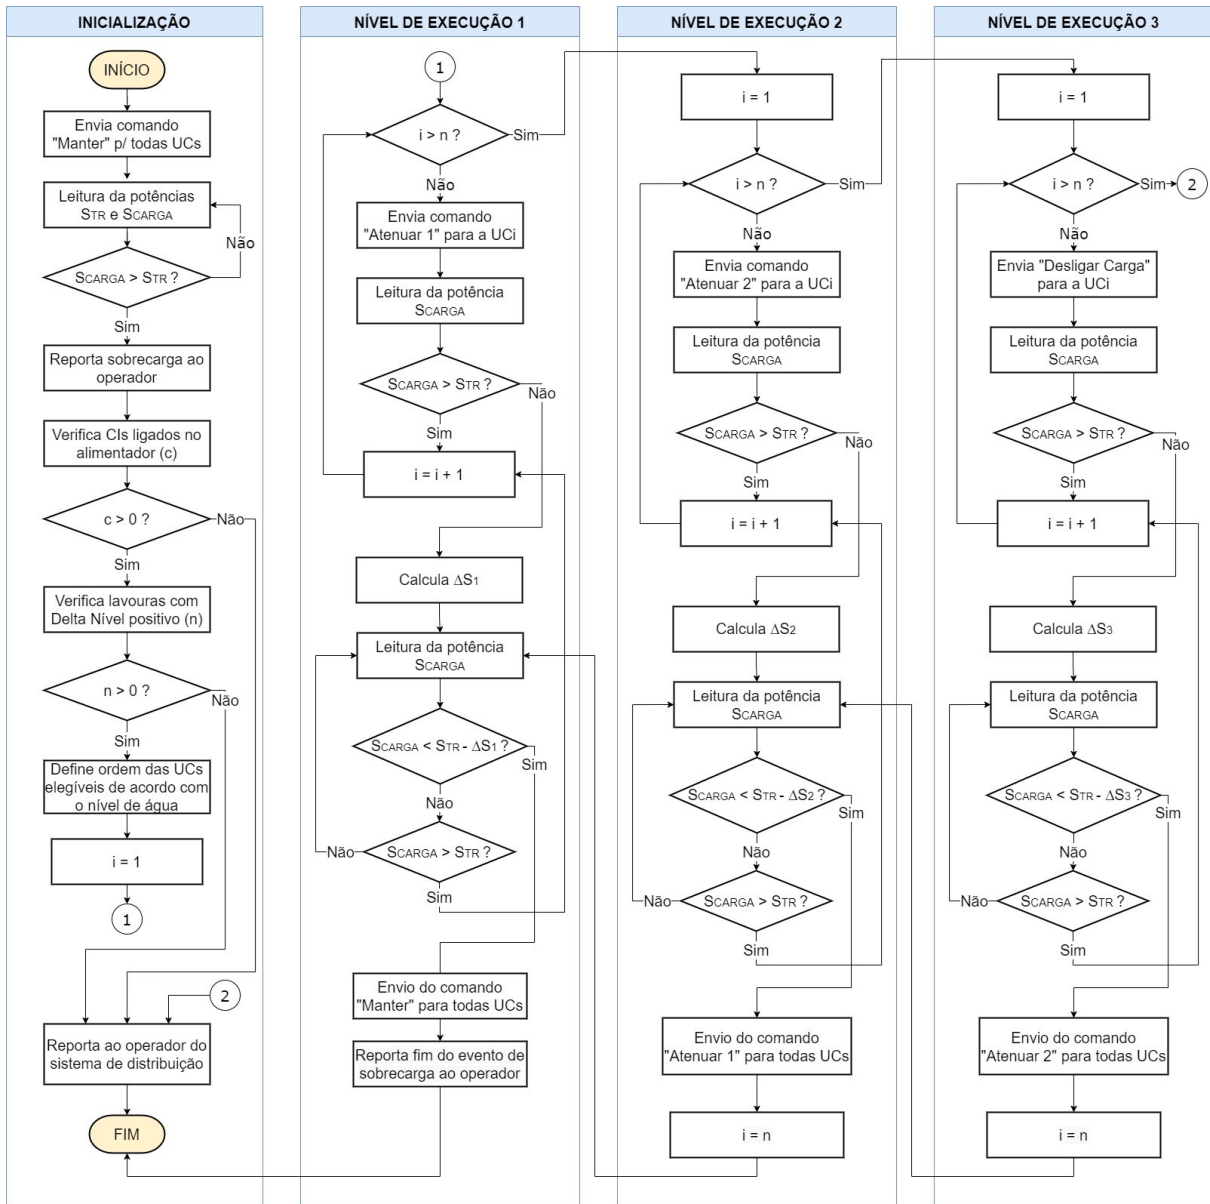 INICIALIZAÇÃO
INÍCIO
Envia comando
"Manter" p/ todas UCs
Leitura da potências
STR e SCARGA
Não
SCARGA > STR ?
Sim
Reporta sobrecarga ao
operador
Verifica CIs ligados no
alimentador (c)
c > 0 ?
Não
Sim
Verifica lavouras com
Delta Nível positivo (n)
n > 0 ?
Não
Sim
Define ordem das UCs
elegíveis de acordo com
o nível de água
i = 1
1
2
Reporta ao operador do
sistema de distribuição
FIM
NÍVEL DE EXECUÇÃO 1
1
i > n ?
Sim
Não
Envia comando
"Atenuar 1" para a UCi
Leitura da potência
SCARGA
SCARGA > STR ?
Não
Sim
i = i + 1
Calcula ΔS1
Leitura da potência
SCARGA
SCARGA < STR - ΔS1 ?
Sim
Não
SCARGA > STR ?
Não
Sim
Envio do comando
"Manter" para todas UCs
Reporta fim do evento de
sobrecarga ao operador
NÍVEL DE EXECUÇÃO 2
i = 1
i > n ?
Sim
Não
Envia comando
"Atenuar 2" para a UCi
Leitura da potência
SCARGA
SCARGA > STR ?
Não
Sim
i = i + 1
Calcula ΔS2
Leitura da potência
SCARGA
SCARGA < STR - ΔS2 ?
Sim
Não
SCARGA > STR ?
Não
Sim
Envio do comando
"Atenuar 1" para todas UCs
i = n
NÍVEL DE EXECUÇÃO 3
i = 1
i > n ?
Sim
2
Não
Envia "Desligar Carga"
para a UCi
Leitura da potência
SCARGA
SCARGA > STR ?
Não
Sim
i = i + 1
Calcula ΔS3
Leitura da potência
SCARGA
SCARGA < STR - ΔS3 ?
Sim
Não
SCARGA > STR ?
Não
Sim
Envio do comando
"Atenuar 2" para todas UCs
i = n